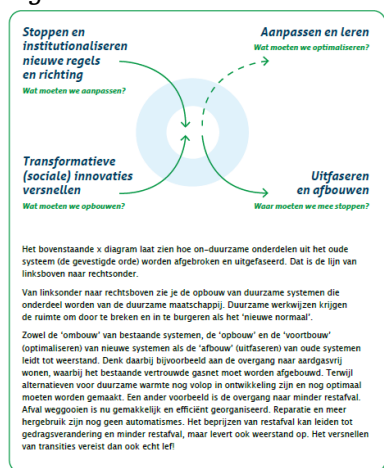 Stoppen en
institutionaliseren
nieuwe regels
en richting
Wat moeten we aanpassen?
Aanpassen en leren
Wat moeten we optimaliseren?
Transformatieve
(sociale) innovaties
versnellen
Wat moeten we opbouwen?
Uitfaseren
en afbouwen
Waar moeten we mee stoppen?
Het bovenstaande x diagram laat zien hoe on-duurzame onderdelen uit het oude
systeem (de gevestigde orde) worden afgebroken en uitgefaseerd. Dat is de lijn van
linksboven naar rechtsonder.
Van linksonder naar rechtsboven zie je de opbouw van duurzame systemen die
onderdeel worden van de duurzame maatschappij. Duurzame werkwijzen krijgen
de ruimte om door te breken en in te burgeren als het 'nieuwe normaal'.
Zowel de 'ombouw' van bestaande systemen, de 'opbouw' en de 'voortbouw'
(optimaliseren) van nieuwe systemen als de 'afbouw' (uitfaseren) van oude systemen
leidt tot weerstand. Denk daarbij bijvoorbeeld aan de overgang naar aardgasvrij
wonen, waarbij het bestaande vertrouwde gasnet moet worden afgebouwd. Terwijl
alternatieven voor duurzame warmte nog volop in ontwikkeling zijn en nog optimaal
moeten worden gemaakt. Een ander voorbeeld is de overgang naar minder restafval.
Afval weggooien is nu gemakkelijk en efficiënt georganiseerd. Reparatie en meer
hergebruik zijn nog geen automatismes. Het beprijzen van restafval kan leiden tot
gedragsverandering en minder restafval, maar levert ook weerstand op. Het versnellen
van transities vereist dan ook echt lef!